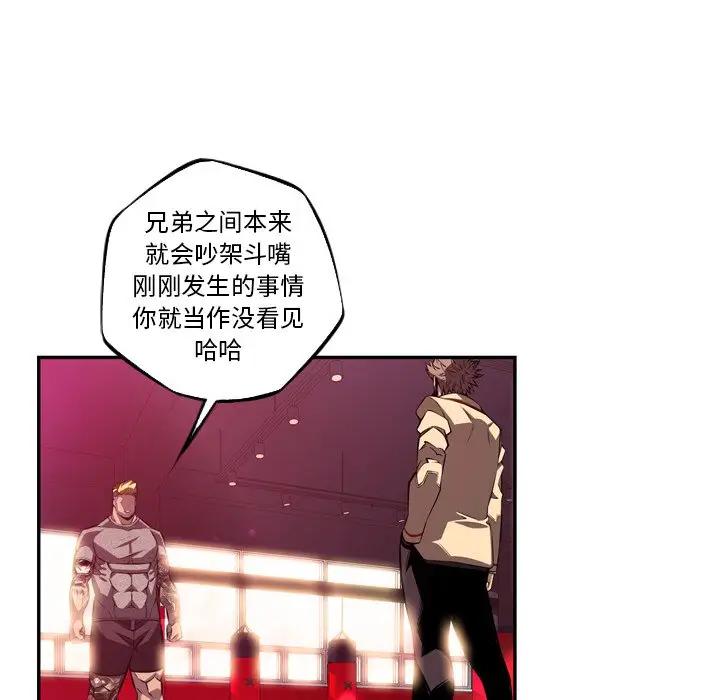 兄弟之间本来
就会吵架斗嘴
刚刚发生的事情
你就当作没看见
哈哈